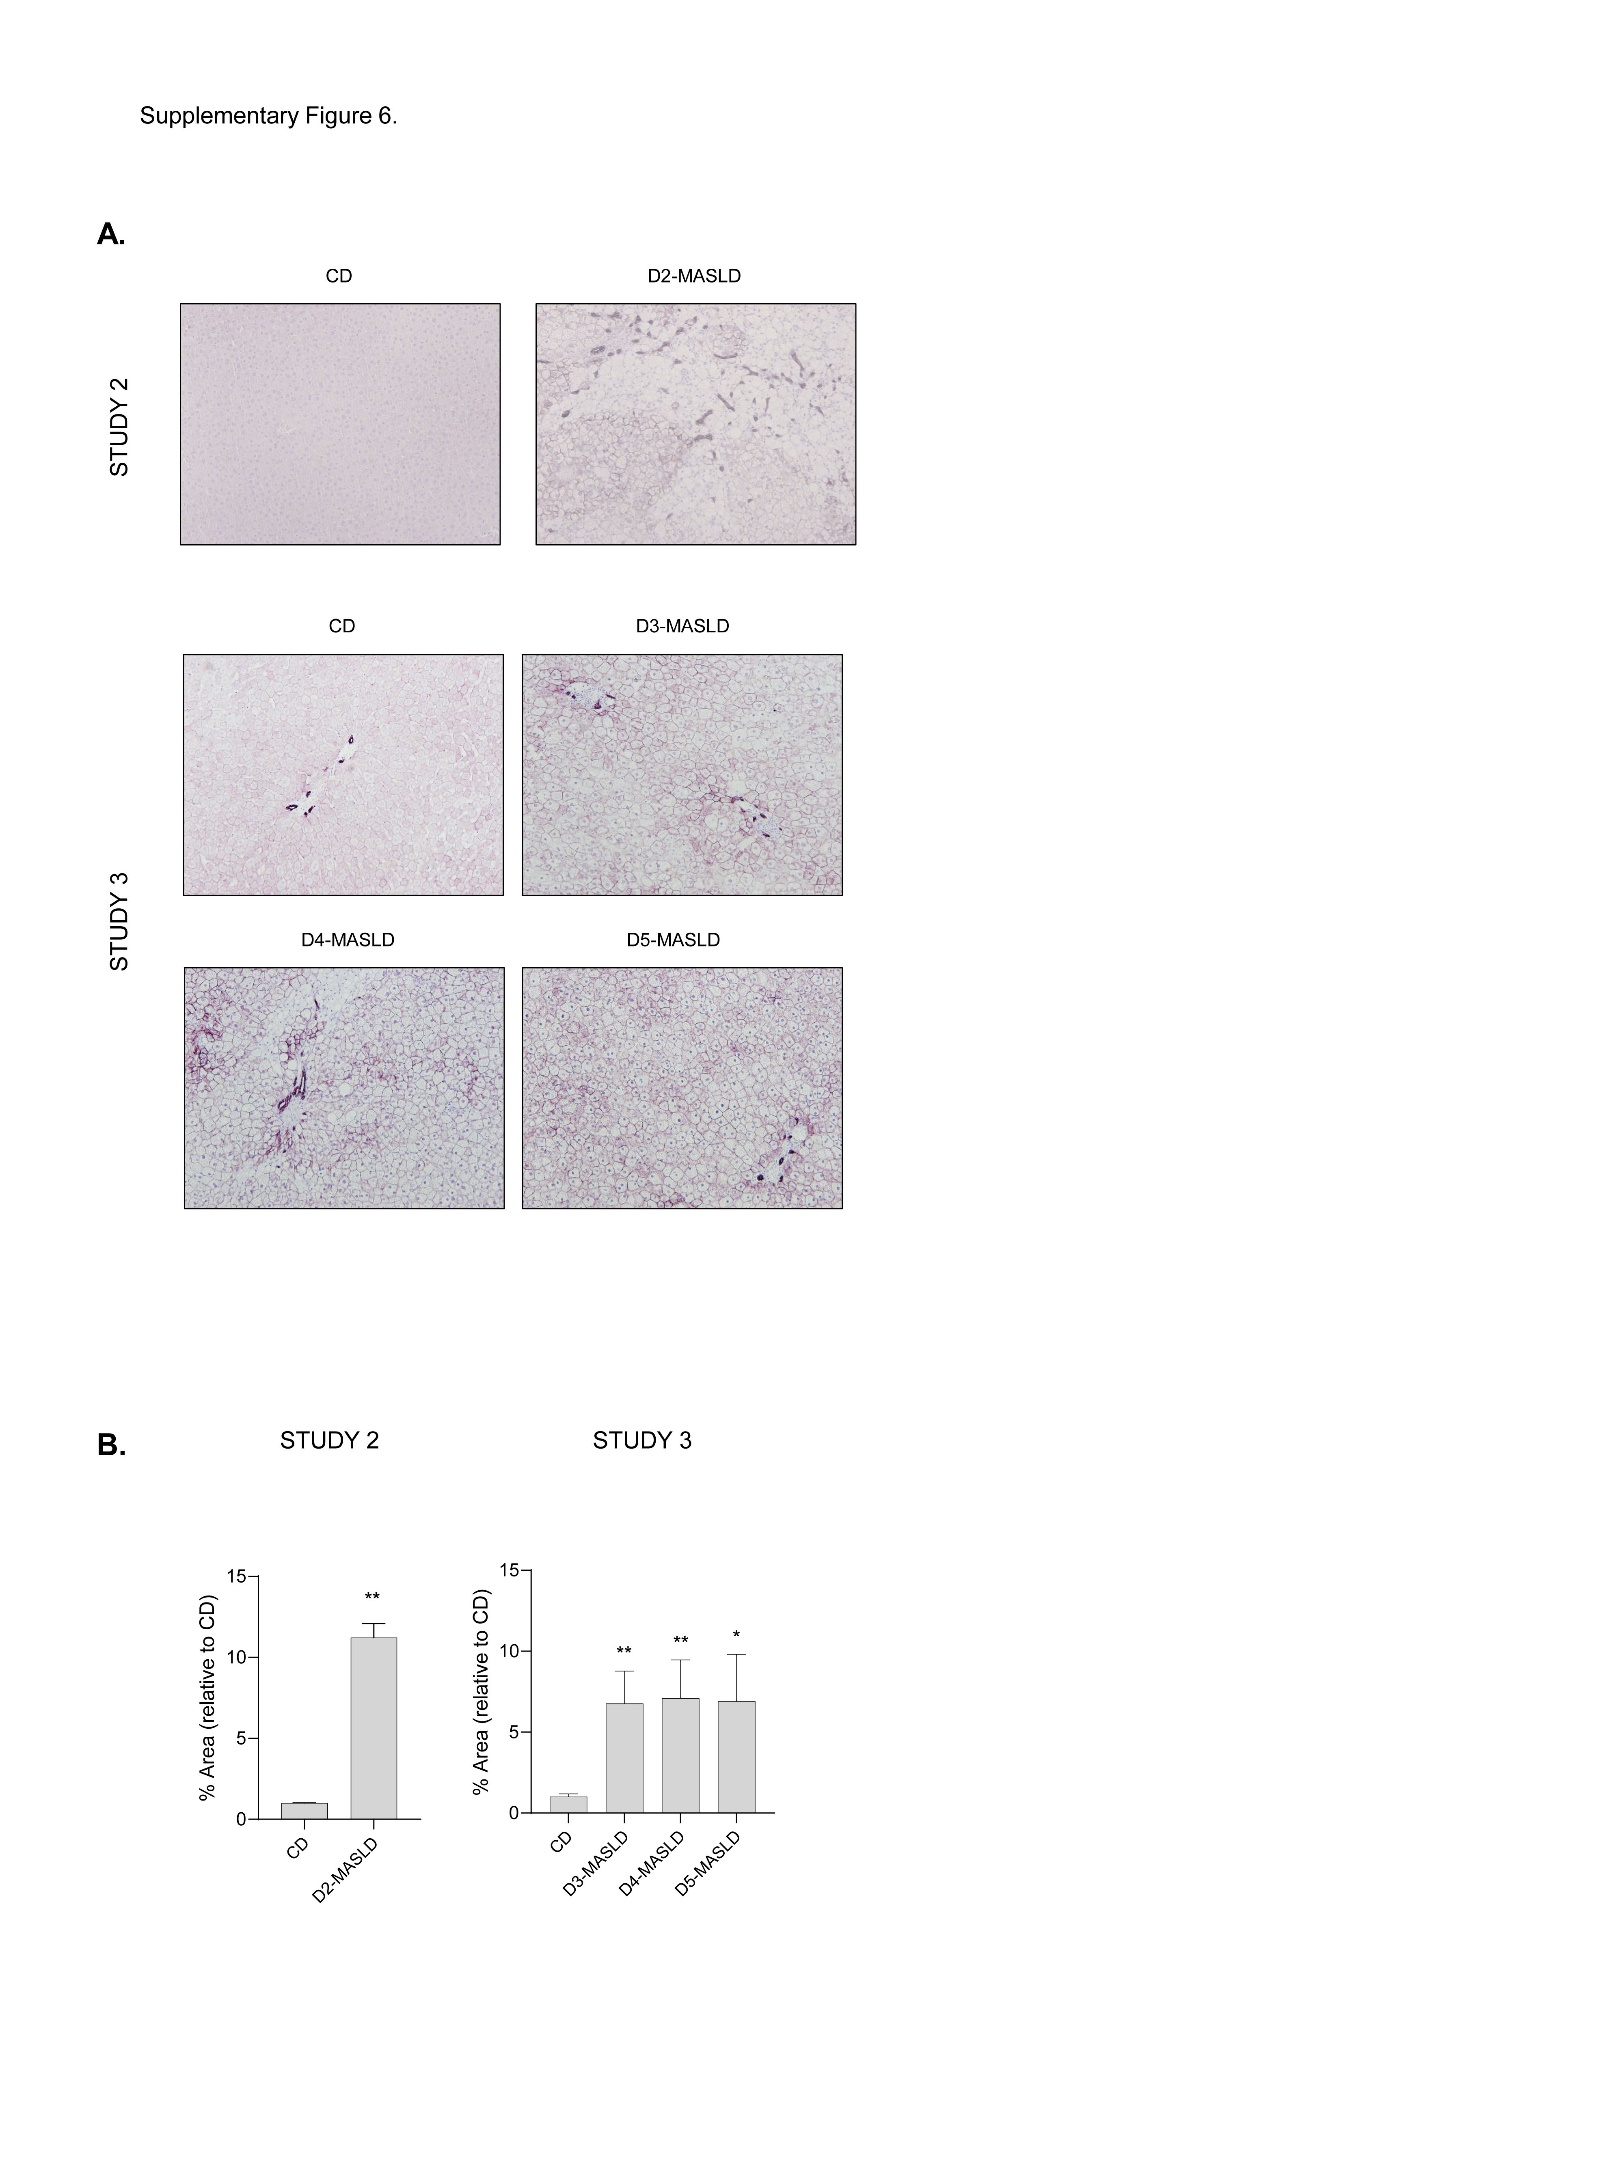 Supplementary Figure 6.
A.
CD
D2-MASLD
STUDY 2
CD
D3-MASLD
STUDY 3
D4-MASLD
D5-MASLD
B.
STUDY 2
STUDY 3
% Area (relative to CD)
15
10
5
0
**
CD
D2-MASLD
% Area (relative to CD)
15
10
5
0
**
**
*
CD
D3-MASLD
D4-MASLD
D5-MASLD